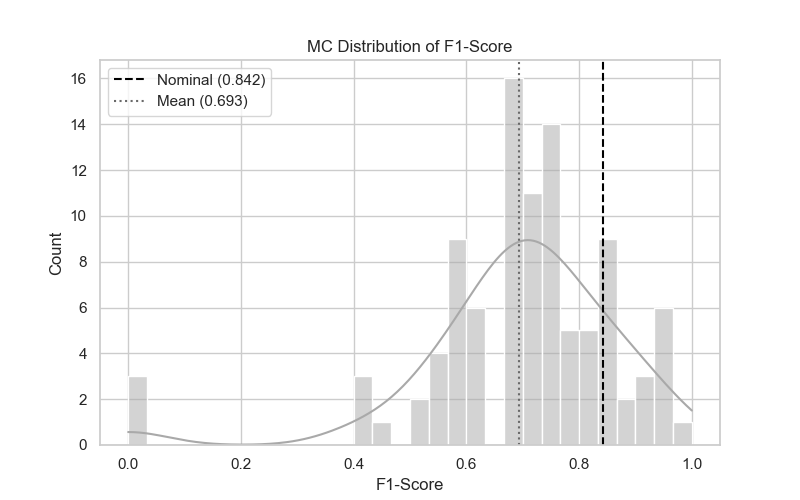 MC Distribution of F1-Score
Nominal (0.842)
Mean (0.693)
16
14
12
10
8
6
4
2
0
Count
0.0 0.2 0.4 0.6 0.8 1.0
F1-Score